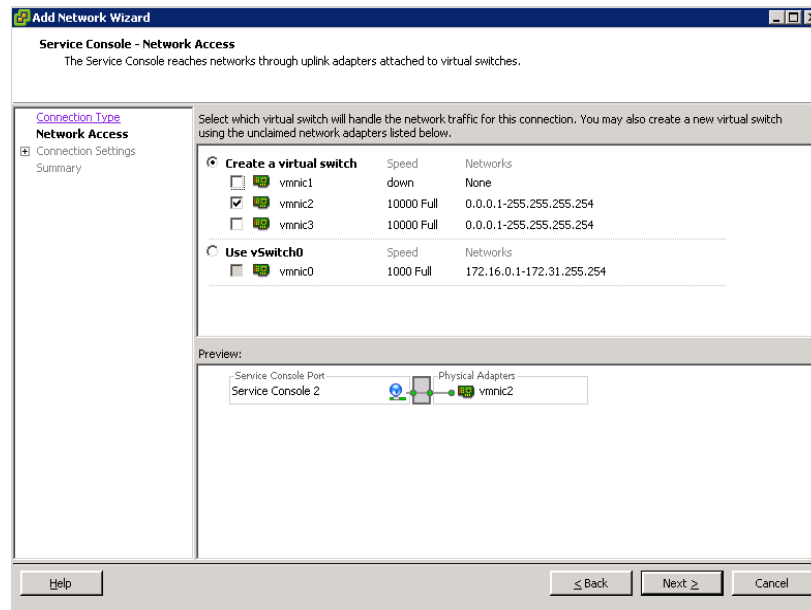 Add Network Wizard
Service Console - Network Access
The Service Console reaches networks through uplink adapters attached to virtual switches.
Connection Type
Network Access
Connection Settings
Summary
Select which virtual switch will handle the network traffic for this connection. You may also create a new virtual switch
using the unclaimed network adapters listed below.
Create a virtual switch Speed Networks
vmnic1 down None
vmnic2 10000 Full 0.0.0.1-255.255.255.254
vmnic3 10000 Full 0.0.0.1-255.255.255.254
Use vSwitch0 Speed Networks
vmnic0 1000 Full 172.16.0.1-172.31.255.254
Preview:
Service Console Port Physical Adapters
Service Console 2 vmnic2
Help < Back Next > Cancel